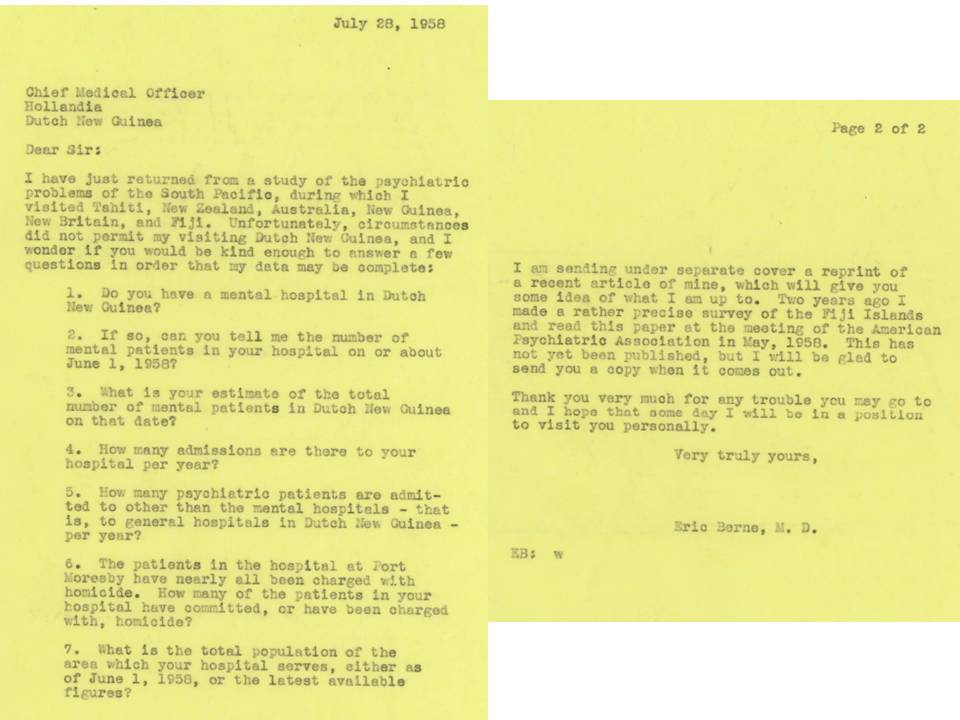 July 28, 1958
Chief Medical Officer
Hollandia
Dutch New Guinea
Dear Sir:
I have just returned from a study of the psychiatric
problems of the South Pacific, during which I
visited Tahiti, New Zealand, Australia, New Guinea,
New Britain, and Fiji. Unfortunately, circumstances
did not permit my visiting Dutch New Guinea, and I
wonder if you would be kind enough to answer a few
questions in order that my data may be complete:
1. Do you have a mental hospital in Dutch
New Guinea?
2. If so, can you tell me the number of
mental patients in your hospital on or about
June 1, 1958?
3. What is your estimate of the total
number of mental patients in Dutch New Guinea
on that date?
4. How many admissions are there to your
hospital per year?
5. How many psychiatric patients are admit-
ted to other than the mental hospitals - that
is, to general hospitals in Dutch New Guinea -
per year?
6. The patients in the hospital at Port
Moresby have nearly all been charged with
homicide. How many of the patients in your
hospital have committed, or have been charged
with, homicide?
7. What is the total population of the
area which your hospital serves, either as
of June 1, 1958, or the latest available
figures?
Page 2 of 2
I am sending under separate cover a reprint of
a recent article of mine, which will give you
some idea of what I am up to. Two years ago I
made a rather precise survey of the Fiji Islands
and read this paper at the meeting of the American
Psychiatric Association in May, 1958. This has
not yet been published, but I will be glad to
send you a copy when it comes out.
Thank you very much for any trouble you may go to
and I hope that some day I will be in a position
to visit you personally.
Very truly yours,
Eric Berne, M. D.
EB: w